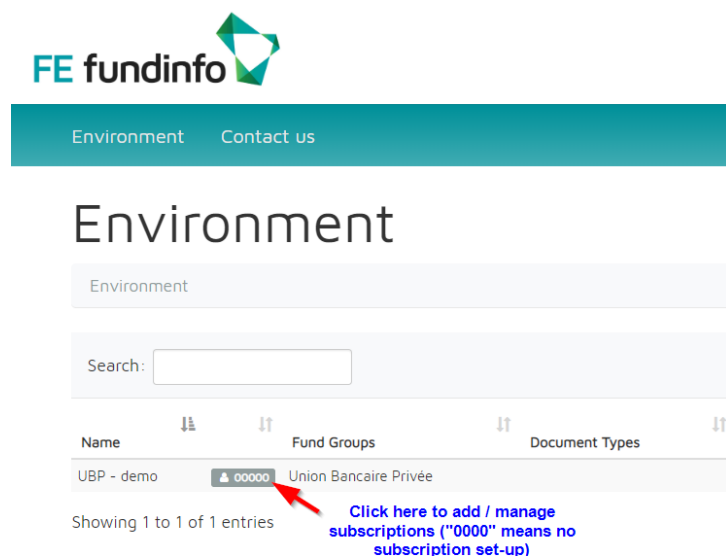 FE fundinfo
Environment Contact us
Environment
Environment
Search:
Name Fund Groups Document Types
UBP - demo 00000 Union Bancaire Privée
Showing 1 to 1 of 1 entries
Click here to add / manage
subscriptions ("0000" means no
subscription set-up)